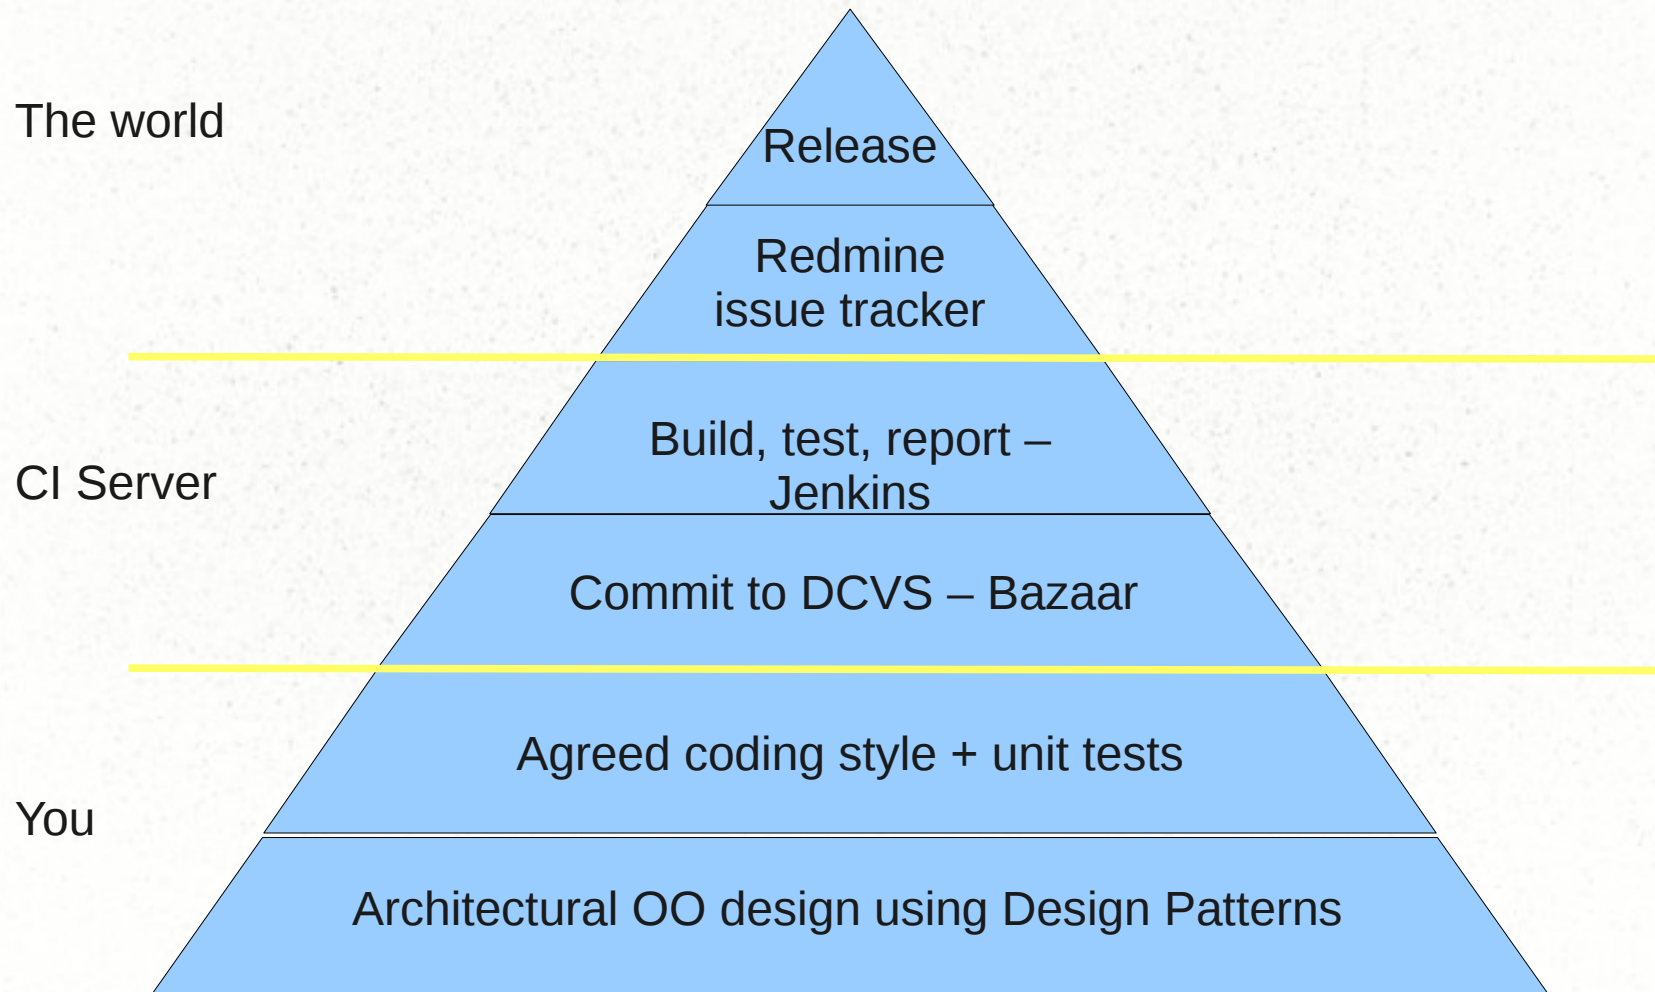 The world
Release
Redmine
issue tracker
Build, test, report –
Jenkins
CI Server
Commit to DCVS – Bazaar
Agreed coding style + unit tests
You
Architectural OO design using Design Patterns